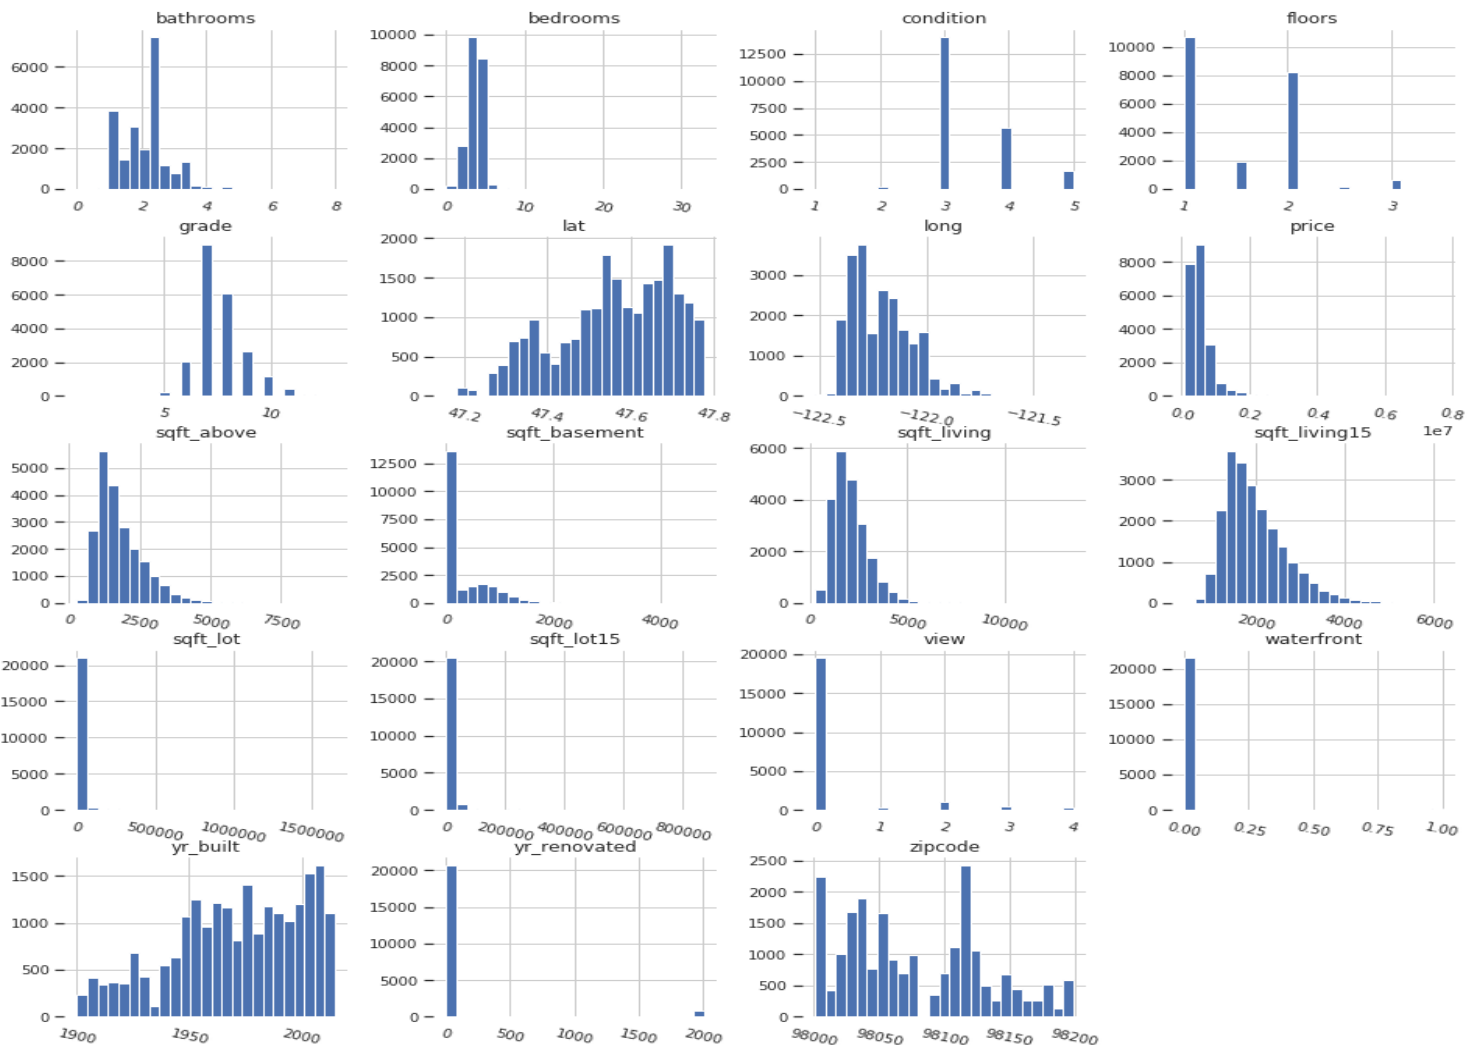 bathrooms bedrooms condition floors
6000 4000 2000 0
0 2 4 6 8
10000 8000 6000 4000 2000 0
0 10 20 30
12500 10000 7500 5000 2500 0
1 2 3 4 5
10000 8000 6000 4000 2000 0
1 2 3
grade lat long price
8000 6000 4000 2000 0
5 10
2000 1500 1000 500 0
47.2 47.4 47.6 47.8
3000 2000 1000 0
−122.5 −122.0 −121.5
8000 6000 4000 2000 0
0.0 0.2 0.4 0.6 0.8
1e7
sqft_above sqft_basement sqft_living sqft_living15
5000 4000 3000 2000 1000 0
0 2500 5000 7500
12500 10000 7500 5000 2500 0
0 2000 4000
6000 4000 2000 0
0 5000 10000
3000 2000 1000 0
2000 4000 6000
sqft_lot sqft_lot15 view waterfront
20000 15000 10000 5000 0
0 500000 1000000 1500000
20000 15000 10000 5000 0
0 200000 400000 600000 800000
20000 15000 10000 5000 0
0 1 2 3 4
20000 15000 10000 5000 0
0.00 0.25 0.50 0.75 1.00
yr_built yr_renovated zipcode
1500 1000 500 0
1900 1950 2000
20000 15000 10000 5000 0
0 500 1000 1500 2000
2500 2000 1500 1000 500 0
98000 98050 98100 98150 98200